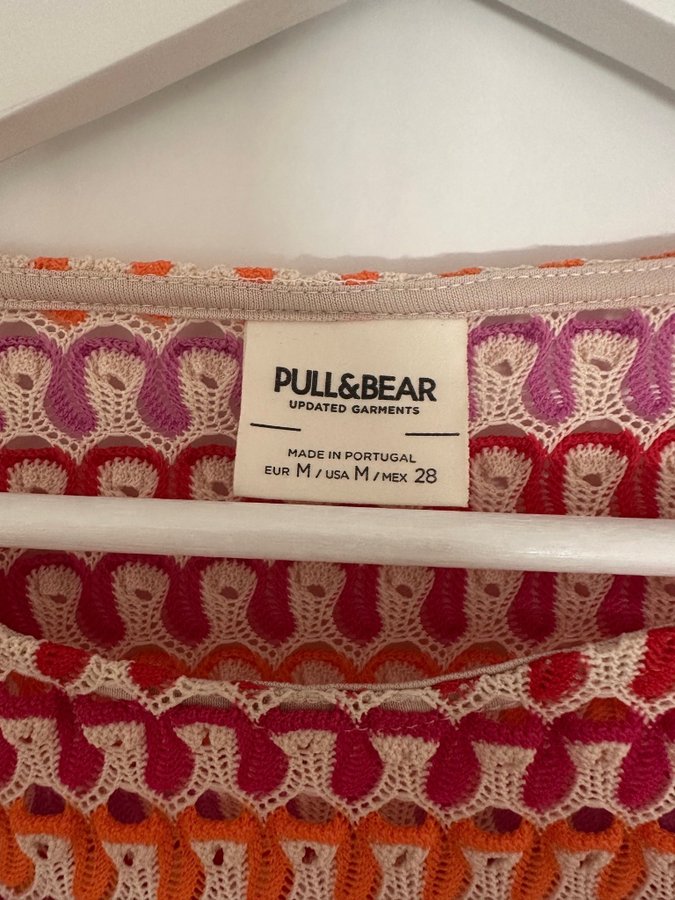 PULL&BEAR
UPDATED GARMENTS
MADE IN PORTUGAL
EUR M / USA M / MEX 28